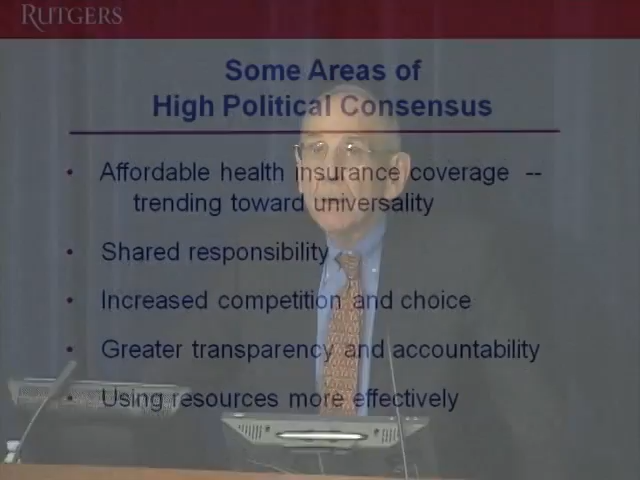 RUTGERS
Some Areas of
High Political Consensus
• Affordable health insurance coverage --
trending toward universality
• Shared responsibility
• Increased competition and choice
• Greater transparency and accountability
• Using resources more effectively